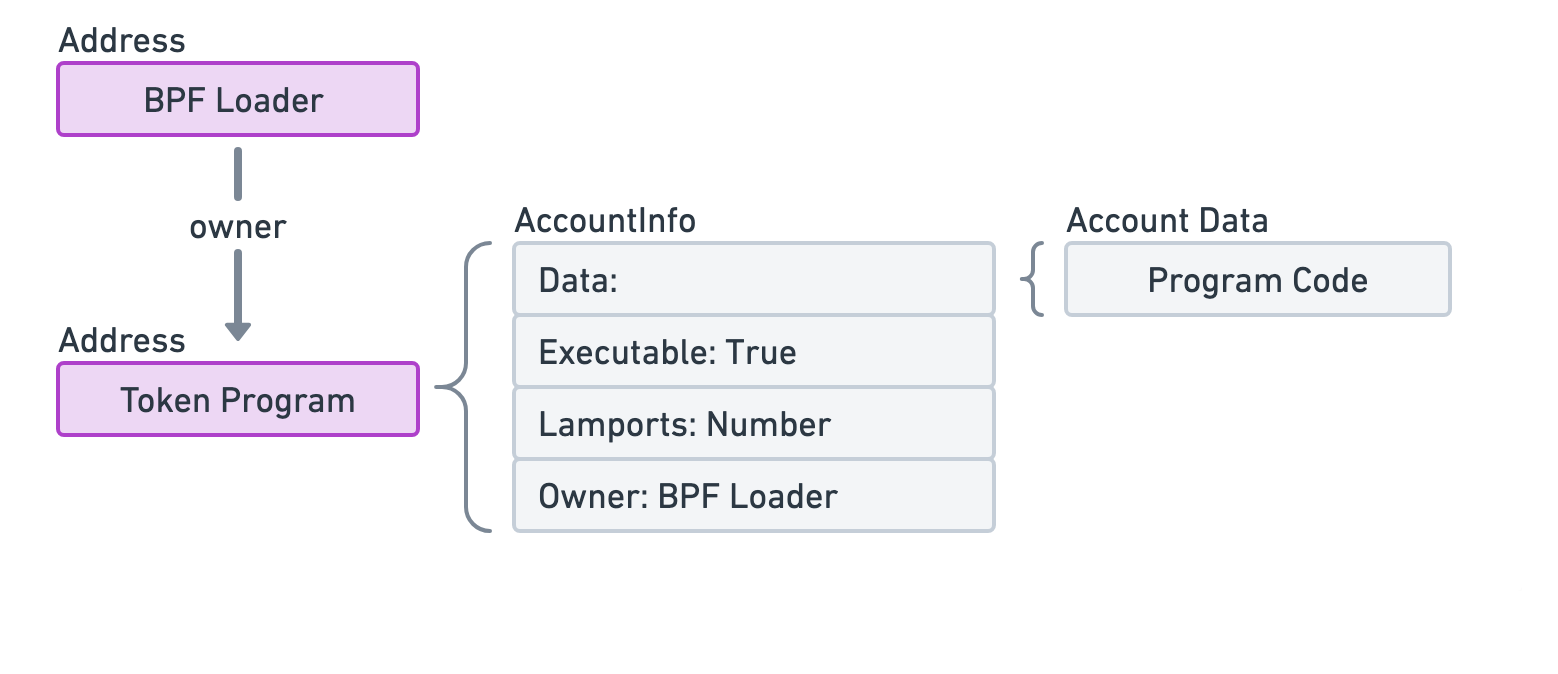 Address
BPF Loader
owner
Address
Token Program
AccountInfo
Data:
Executable: True
Lamports: Number
Owner: BPF Loader
Account Data
Program Code